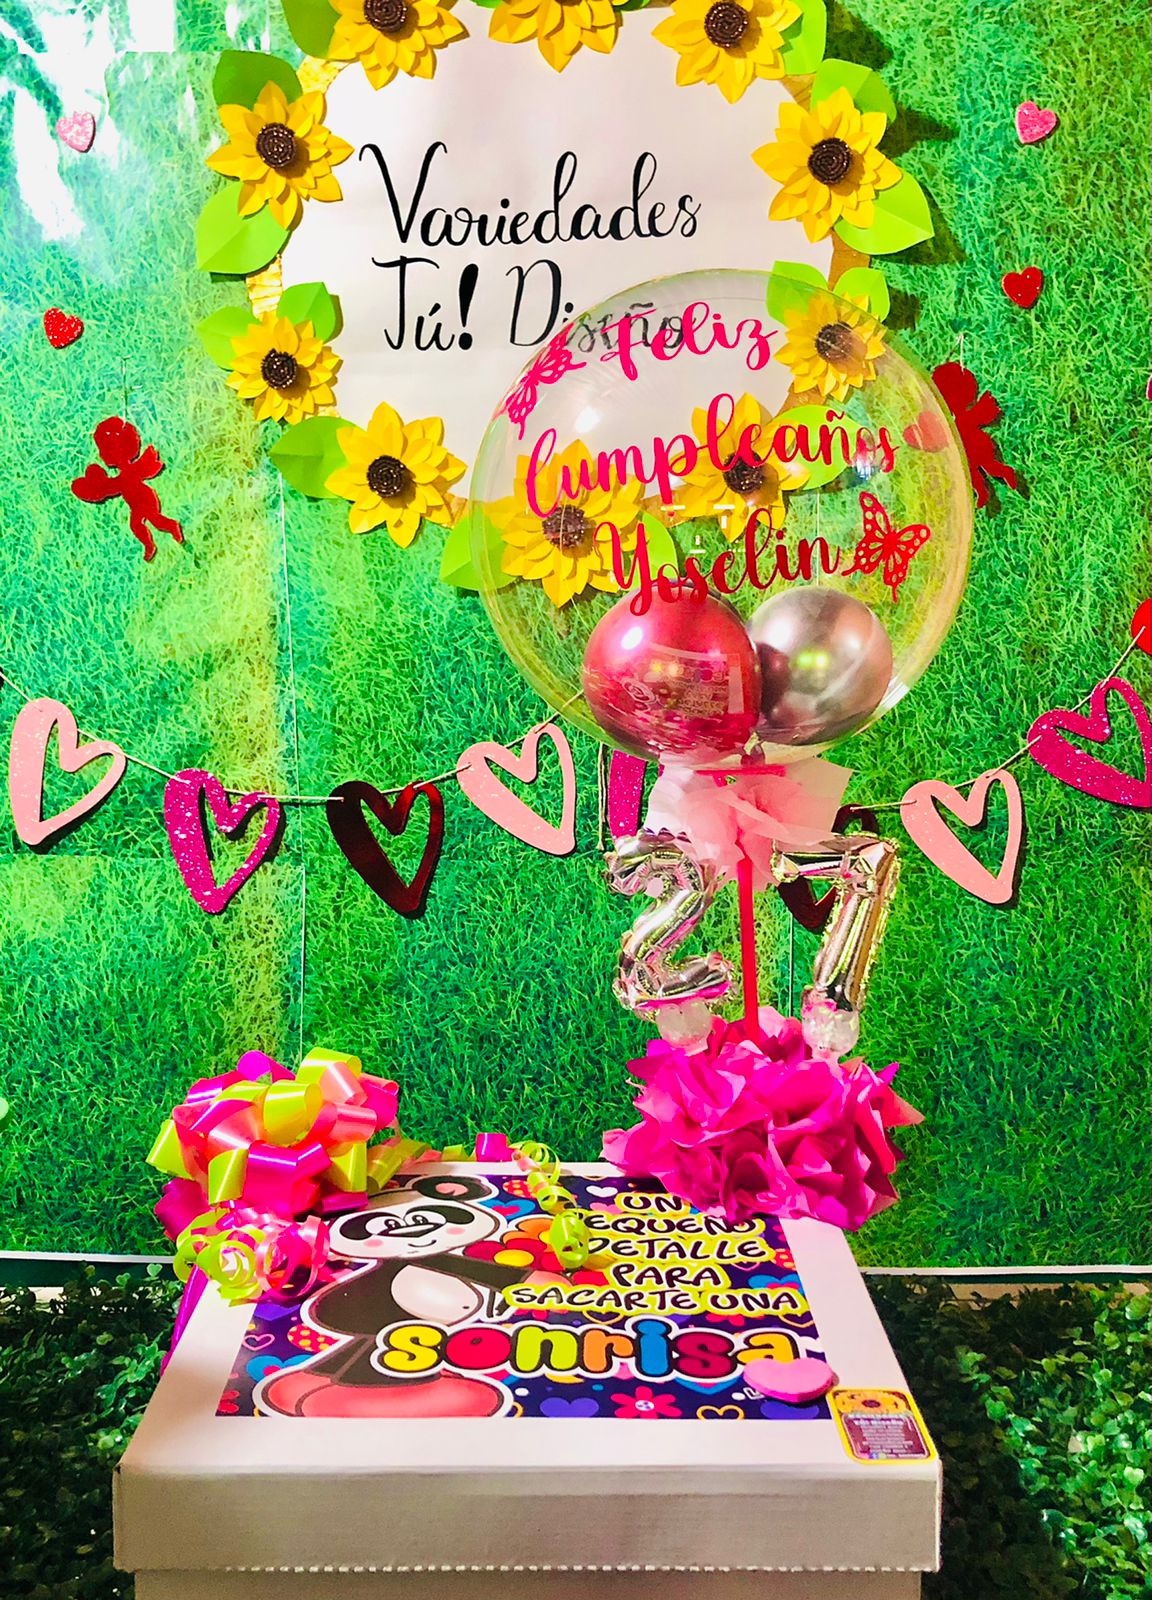 Variedades
Tú! Diseño
Feliz
Cumpleaños
Yoselin
27
UN
PEQUEÑO
DETALLE
PARA
SACARTE UNA
sonrisa